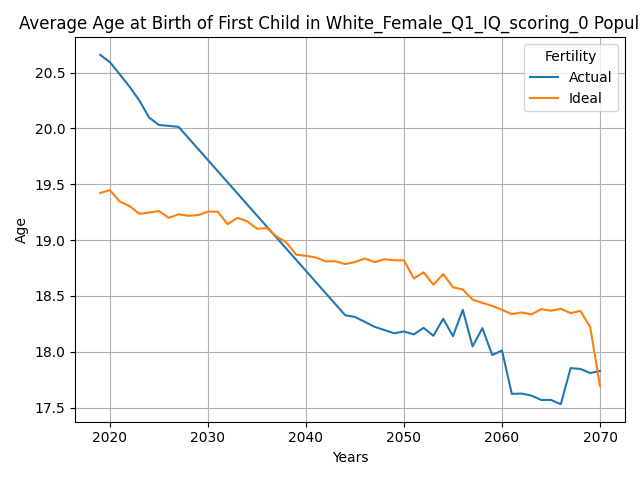 Average Age at Birth of First Child in White_Female_Q1_IQ_scoring_0 Popul
Fertility
Actual
Ideal
Age
20.5
20.0
19.5
19.0
18.5
18.0
17.5
2020 2030 2040 2050 2060 2070
Years